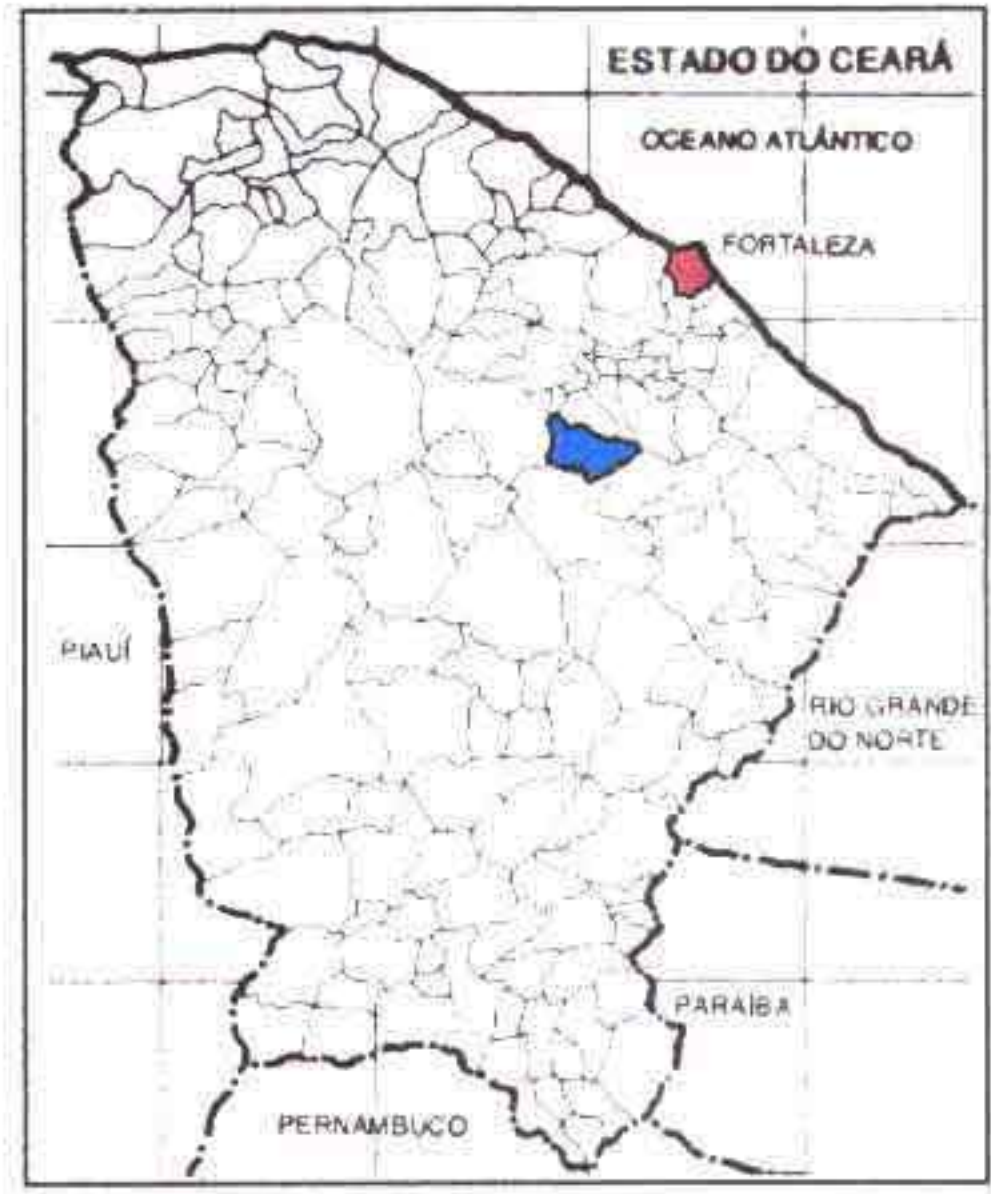 ESTADO DO CEARÁ
OCEANO ATLÂNTICO
FORTALEZA
PIAUÍ
RIO GRANDE
DO NORTE
PARAÍBA
PERNAMBUCO